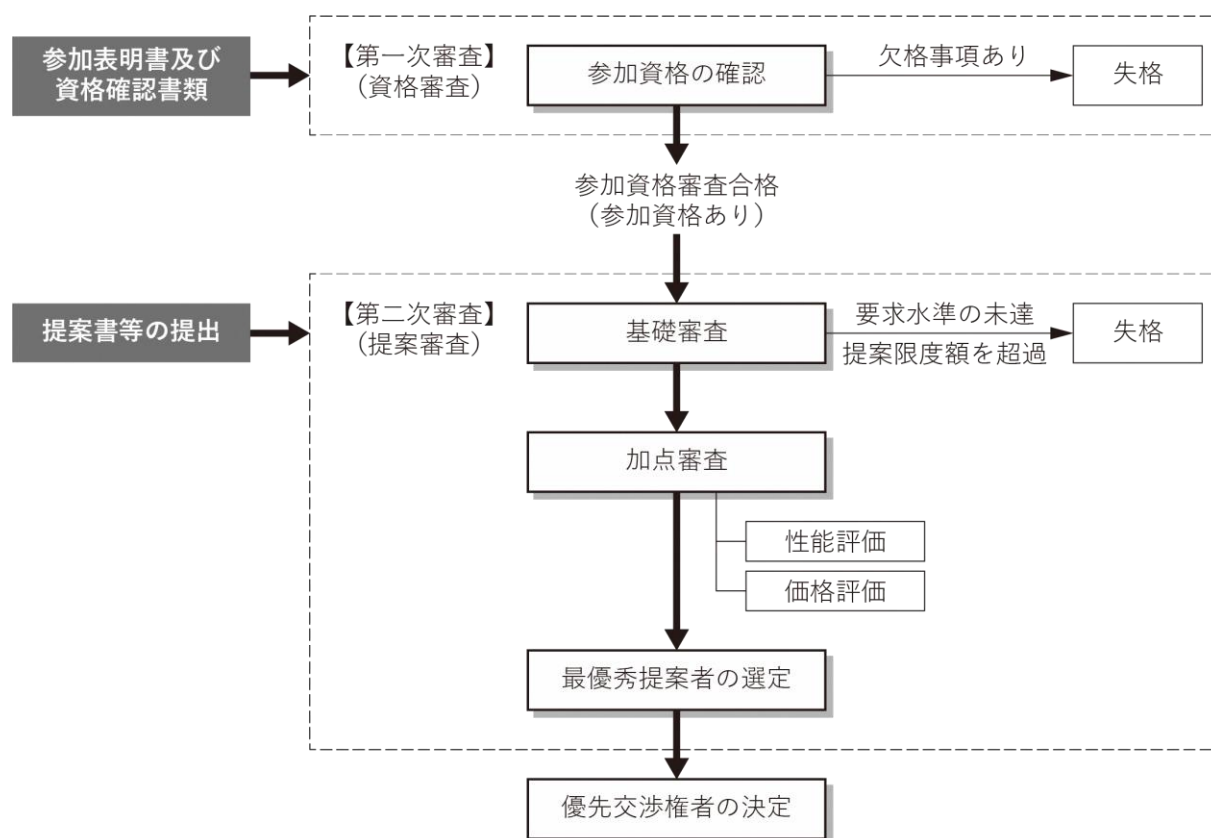 参加表明書及び
資格確認書類
【第一次審査】
（資格審査）
参加資格の確認
欠格事項あり
失格
参加資格審査合格
（参加資格あり）
提案書等の提出
【第二次審査】
（提案審査）
基礎審査
要求水準の未達
提案限度額を超過
失格
加点審査
性能評価
価格評価
最優秀提案者の選定
優先交渉権者の決定